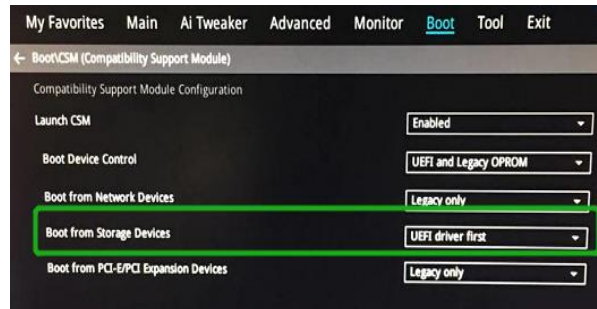 My Favorites Main Ai Tweaker Advanced Monitor Boot Tool Exit
← Boot\CSM (Compatibility Support Module)
Compatibility Support Module Configuration
Launch CSM Enabled
Boot Device Control UEFI and Legacy OPROM
Boot from Network Devices Legacy only
Boot from Storage Devices UEFI driver first
Boot from PCI-E/PCI Expansion Devices Legacy only